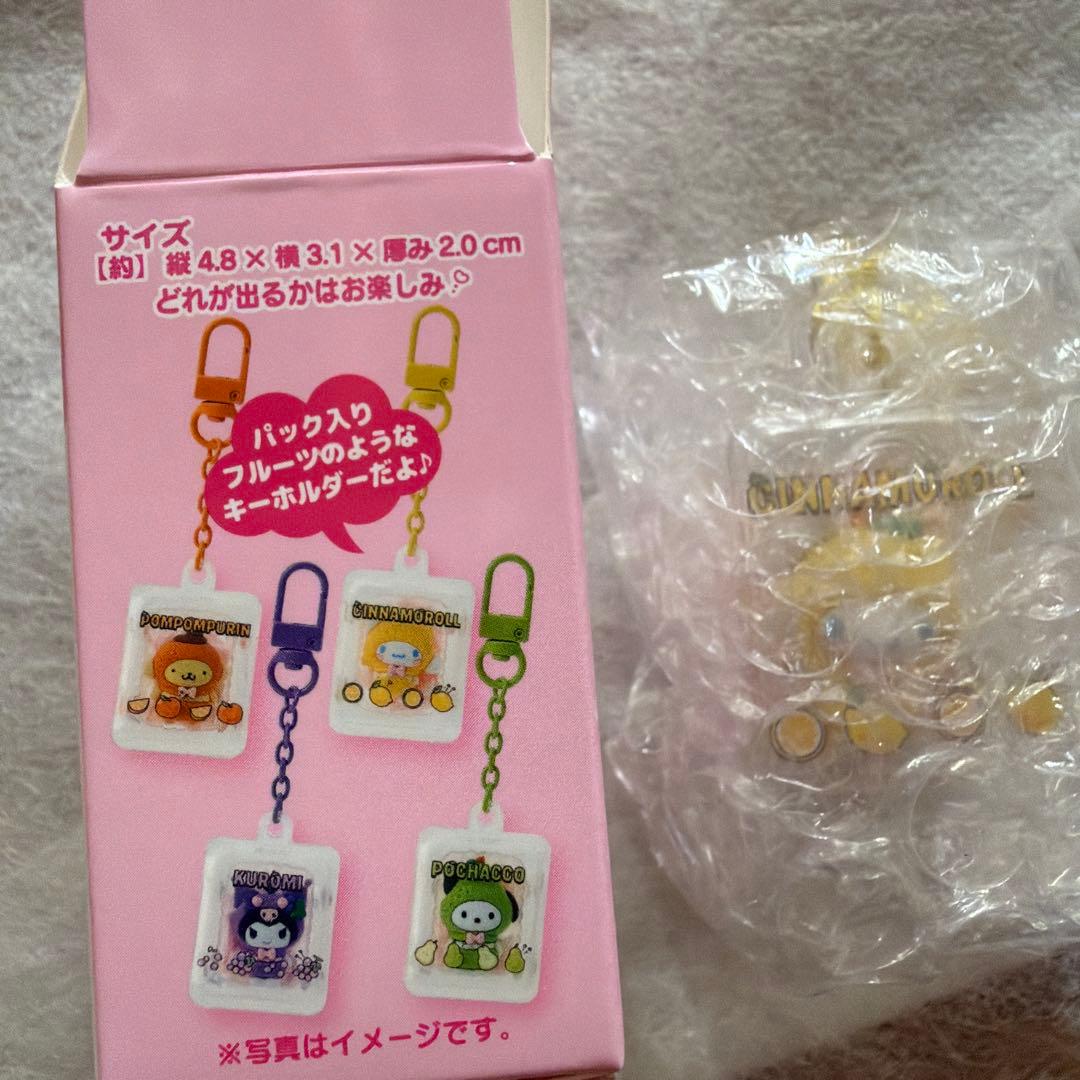 サイズ
【約】 縦4.8×横3.1×厚み2.0cm
どれが出るかはお楽しみ♡
パック入り
フルーツのような
キーホルダーだよ♪
POMPOMPURIN
CINNAMOROLL
KUROMI
POCHACCO
※写真はイメージです。
CINNAMOROLL